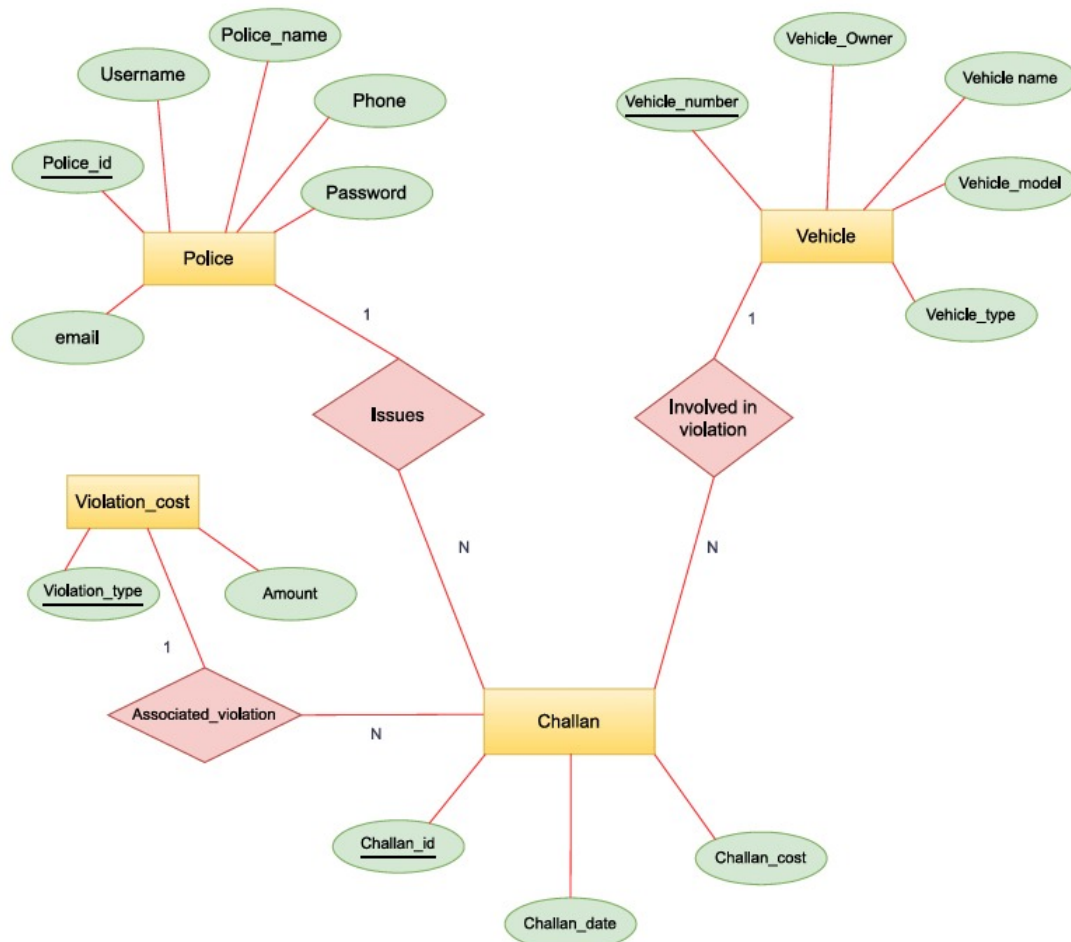 Police_name
Vehicle_Owner
Username
Vehicle name
Phone
Vehicle_number
Police_id
Password
Vehicle_model
Police
Vehicle
email
Vehicle_type
1
1
Issues
Involved in
violation
Violation_cost
N
N
Violation_type
Amount
1
Associated_violation
N
Challan
Challan_id
Challan_cost
Challan_date